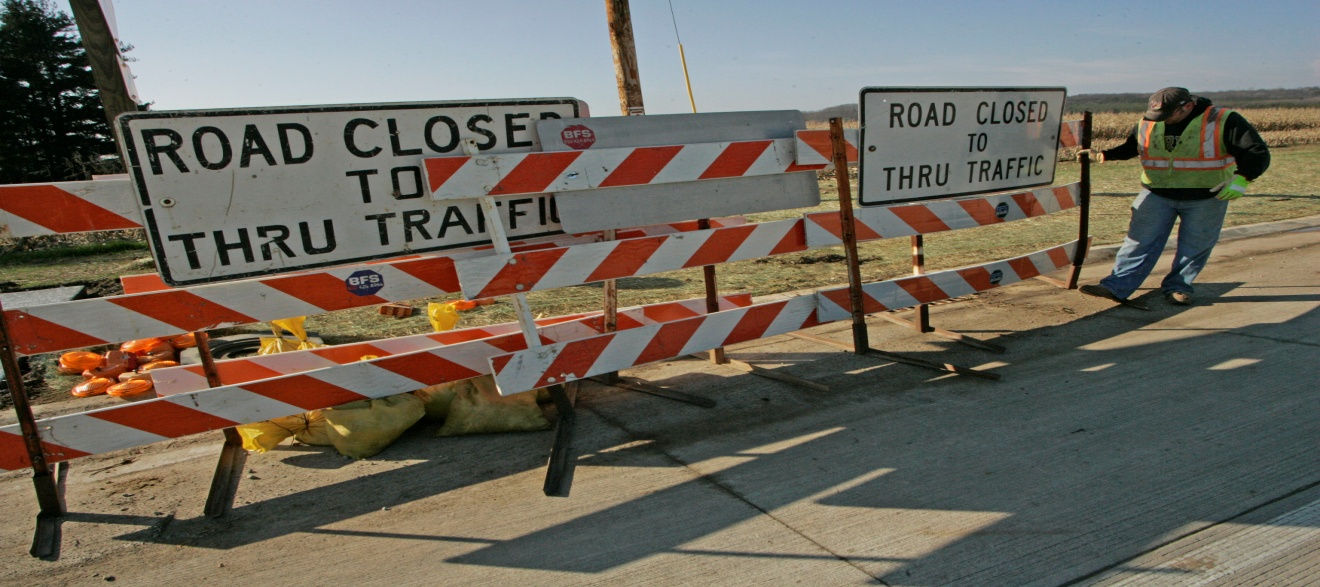 ROAD CLOSED
TO
THRU TRAFFIC
BFS
BFS
ROAD CLOSED
TO
THRU TRAFFIC